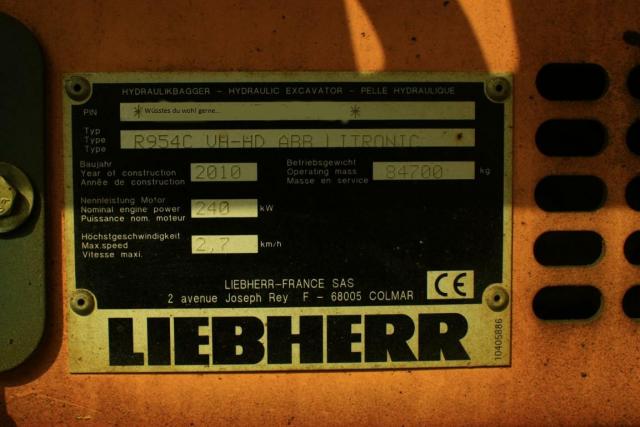 HYDRAULIKBAGGER - HYDRAULIC EXCAVATOR - PELLE HYDRAULIQUE
PIN * Wüsstes du wohl gerne... *
Typ
Type
Type
R954C VH-HD ABB LITRONIC
Baujahr
Year of construction
Année de construction
2010
Betriebsgewicht
Operating mass
Masse en service
84700 kg
Nennleistung Motor
Nominal engine power
Puissance nom. moteur
240 kW
Höchstgeschwindigkeit
Max.speed
Vitesse maxi.
2,7 km/h
LIEBHERR-FRANCE SAS
2 avenue Joseph Rey F - 68005 COLMAR
CE
LIEBHERR
10405886